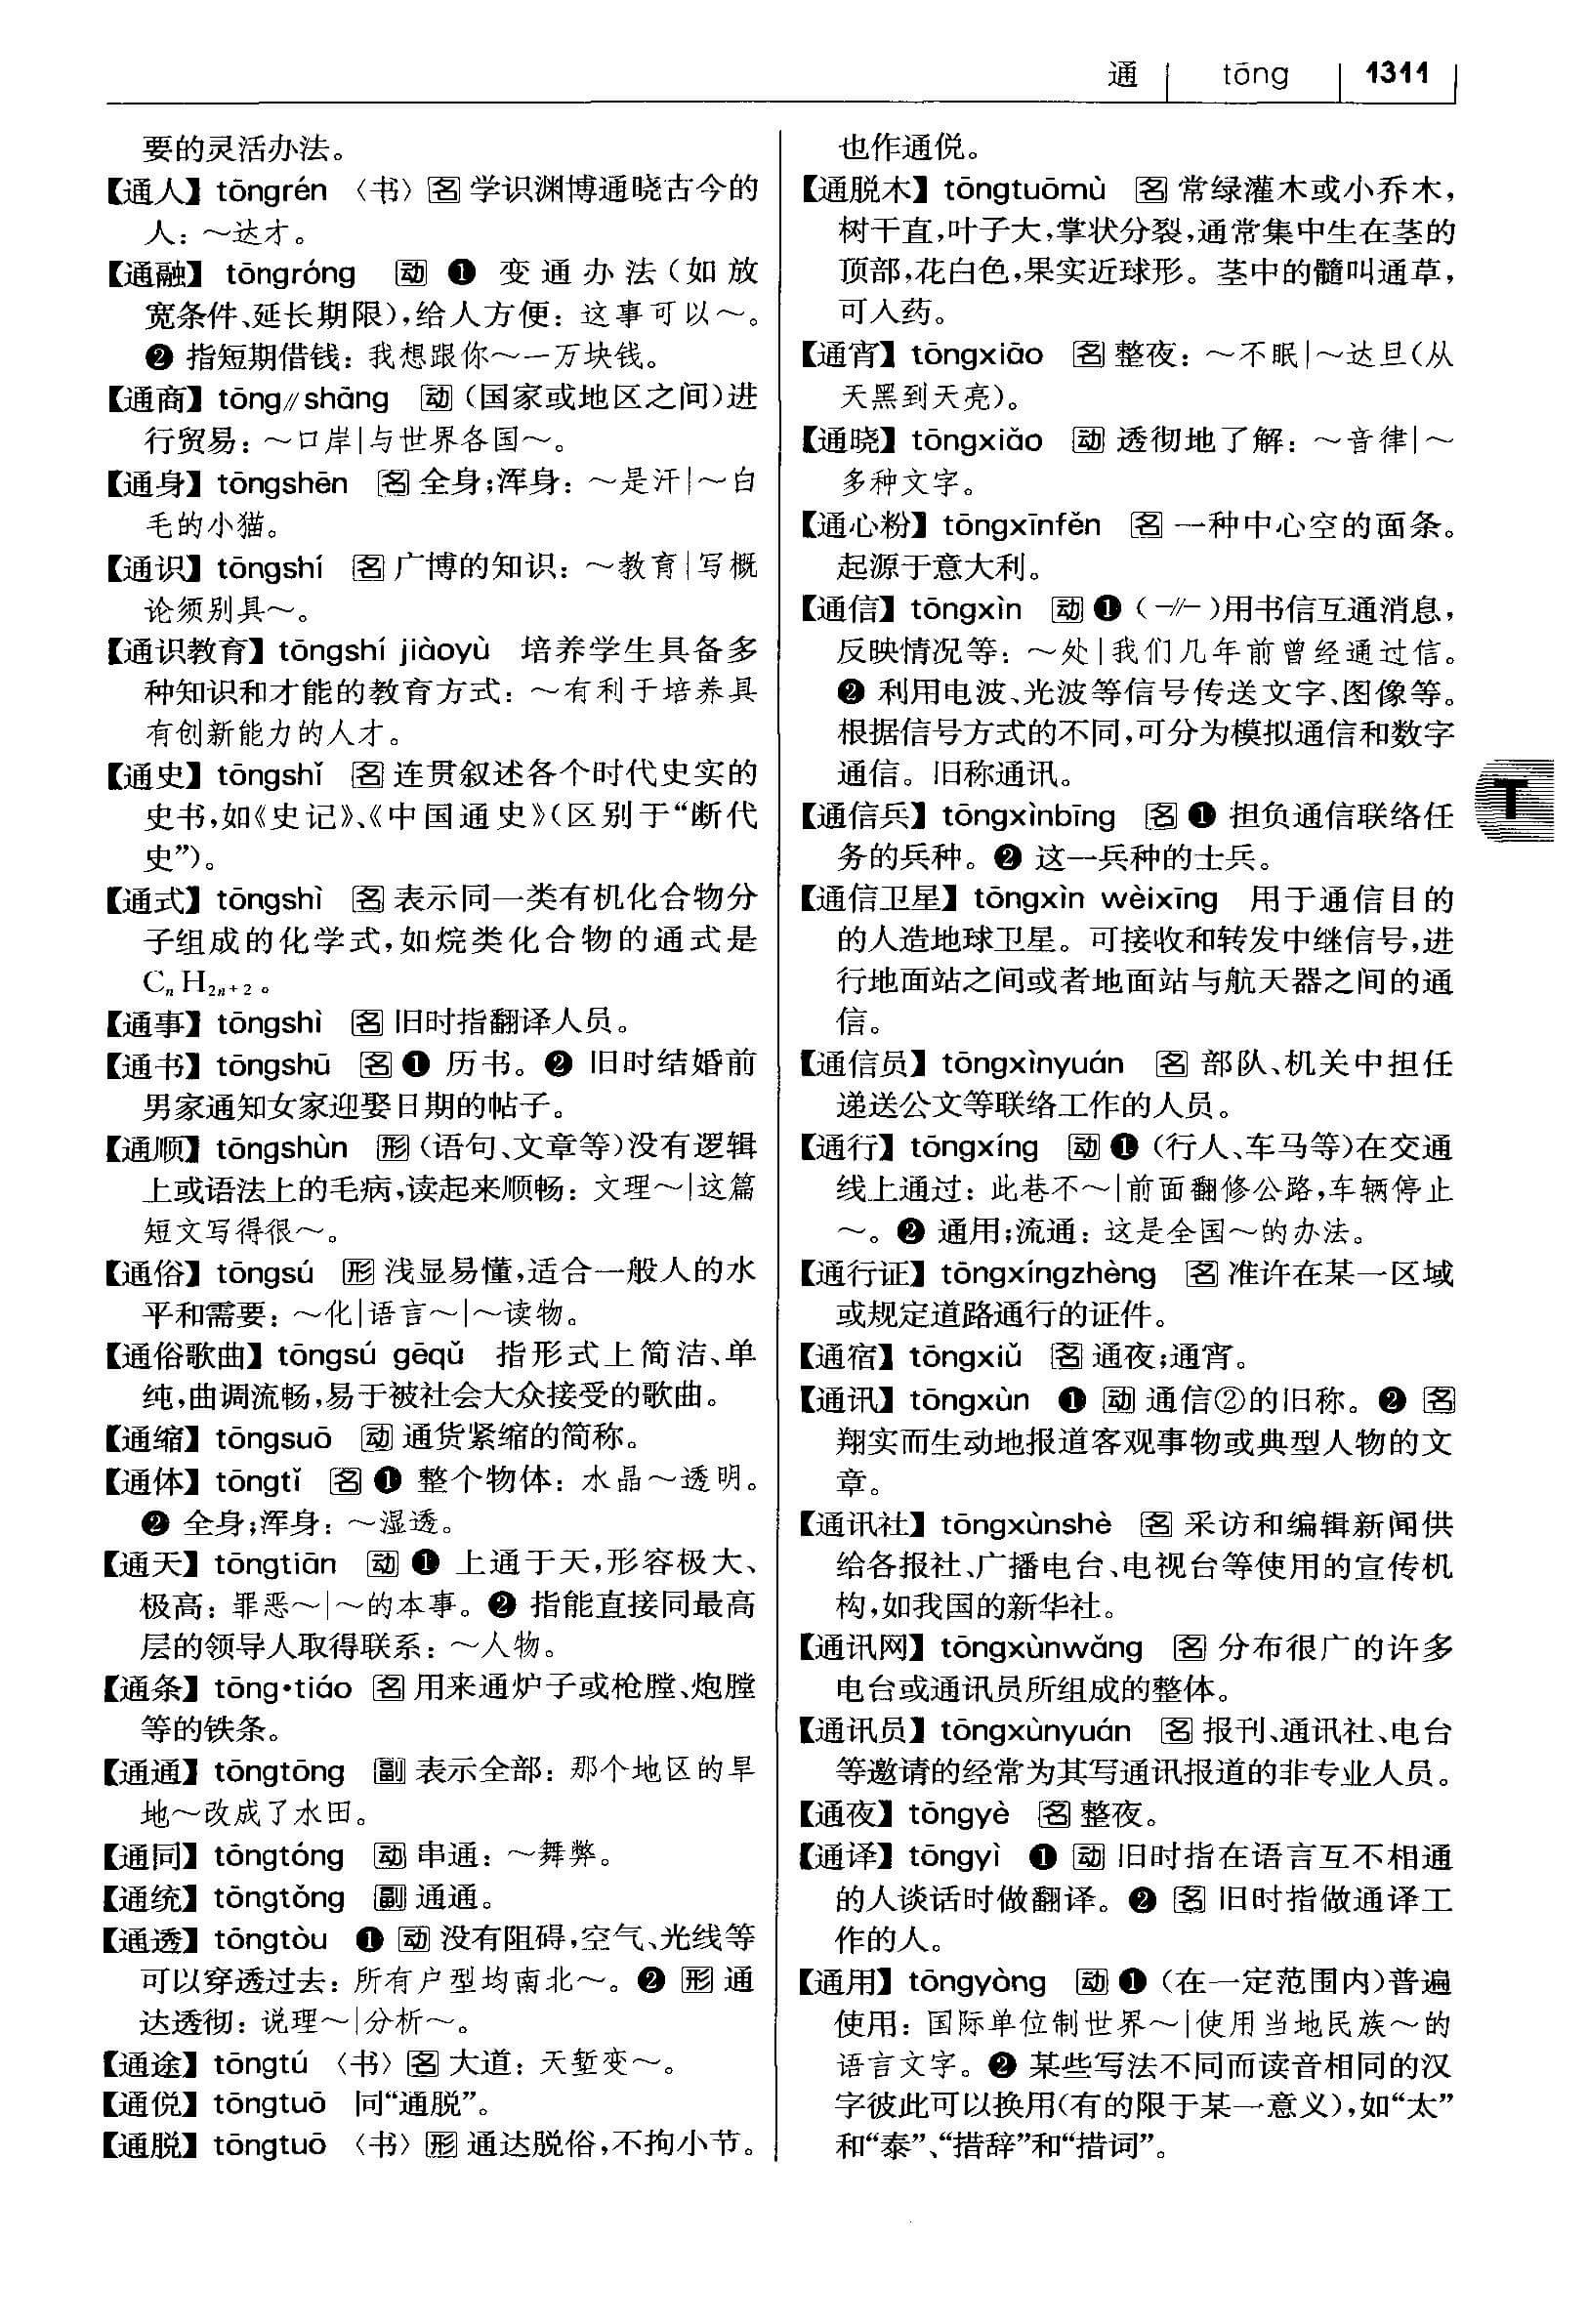 通 tōng 1311
要的灵活办法。
【通人】tōngrén 〈书〉名 学识渊博通晓古今的
人：～达才。
【通融】tōngróng 动 ❶ 变通办法（如放
宽条件、延长期限），给人方便：这事可以～。
❷ 指短期借钱：我想跟你～一万块钱。
【通商】tōng∥shāng 动（国家或地区之间）进
行贸易：～口岸|与世界各国～。
【通身】tōngshēn 名 全身；浑身：～是汗|～白
毛的小猫。
【通识】tōngshí 名 广博的知识：～教育|写概
论须别具～。
【通识教育】tōngshí jiàoyù 培养学生具备多
种知识和才能的教育方式：～有利于培养具
有创新能力的人才。
【通史】tōngshǐ 名 连贯叙述各个时代史实的
史书，如《史记》、《中国通史》（区别于“断代
史”）。
【通式】tōngshì 名 表示同一类有机化合物分
子组成的化学式，如烷类化合物的通式是
CₙH₂ₙ₊₂。
【通事】tōngshì 名 旧时指翻译人员。
【通书】tōngshū 名 ❶ 历书。❷ 旧时结婚前
男家通知女家迎娶日期的帖子。
【通顺】tōngshùn 形（语句、文章等）没有逻辑
上或语法上的毛病，读起来顺畅：文理～|这篇
短文写得很～。
【通俗】tōngsú 形 浅显易懂，适合一般人的水
平和需要：～化|语言～|～读物。
【通俗歌曲】tōngsú gēqǔ 指形式上简洁、单
纯，曲调流畅，易于被社会大众接受的歌曲。
【通缩】tōngsuō 动 通货紧缩的简称。
【通体】tōngtǐ 名 ❶ 整个物体：水晶～透明。
❷ 全身；浑身：～湿透。
【通天】tōngtiān 动 ❶ 上通于天，形容极大、
极高：罪恶～|～的本事。❷ 指能直接同最高
层的领导人取得联系：～人物。
【通条】tōng·tiáo 名 用来通炉子或枪膛、炮膛
等的铁条。
【通通】tōngtōng 副 表示全部：那个地区的旱
地～改成了水田。
【通同】tōngtóng 动 串通：～舞弊。
【通统】tōngtǒng 副 通通。
【通透】tōngtòu ❶ 动 没有阻碍，空气、光线等
可以穿透过去：所有户型均南北～。❷ 形 通
达透彻：说理～|分析～。
【通途】tōngtú 〈书〉名 大道：天堑变～。
【通侻】tōngtuō 同“通脱”。
【通脱】tōngtuō 〈书〉形 通达脱俗，不拘小节。
也作通侻。
【通脱木】tōngtuōmù 名 常绿灌木或小乔木，
树干直，叶子大，掌状分裂，通常集中生在茎的
顶部，花白色，果实近球形。茎中的髓叫通草，
可入药。
【通宵】tōngxiāo 名 整夜：～不眠|～达旦（从
天黑到天亮）。
【通晓】tōngxiǎo 动 透彻地了解：～音律|～
多种文字。
【通心粉】tōngxīnfěn 名 一种中心空的面条。
起源于意大利。
【通信】tōngxìn 动 ❶（-∥-）用书信互通消息，
反映情况等：～处|我们几年前曾经通过信。
❷ 利用电波、光波等信号传送文字、图像等。
根据信号方式的不同，可分为模拟通信和数字
通信。旧称通讯。
【通信兵】tōngxìnbīng 名 ❶ 担负通信联络任
务的兵种。❷ 这一兵种的士兵。
【通信卫星】tōngxìn wèixīng 用于通信目的
的人造地球卫星。可接收和转发中继信号，进
行地面站之间或者地面站与航天器之间的通
信。
【通信员】tōngxìnyuán 名 部队、机关中担任
递送公文等联络工作的人员。
【通行】tōngxíng 动 ❶（行人、车马等）在交通
线上通过：此巷不～|前面翻修公路，车辆停止
～。❷ 通用；流通：这是全国～的办法。
【通行证】tōngxíngzhèng 名 准许在某一区域
或规定道路通行的证件。
【通宿】tōngxiǔ 名 通夜；通宵。
【通讯】tōngxùn ❶ 动 通信②的旧称。❷ 名
翔实而生动地报道客观事物或典型人物的文
章。
【通讯社】tōngxùnshè 名 采访和编辑新闻供
给各报社、广播电台、电视台等使用的宣传机
构，如我国的新华社。
【通讯网】tōngxùnwǎng 名 分布很广的许多
电台或通讯员所组成的整体。
【通讯员】tōngxùnyuán 名 报刊、通讯社、电台
等邀请的经常为其写通讯报道的非专业人员。
【通夜】tōngyè 名 整夜。
【通译】tōngyì ❶ 动 旧时指在语言互不相通
的人谈话时做翻译。❷ 名 旧时指做通译工
作的人。
【通用】tōngyòng 动 ❶（在一定范围内）普遍
使用：国际单位制世界～|使用当地民族～的
语言文字。❷ 某些写法不同而读音相同的汉
字彼此可以换用（有的限于某一意义），如“太”
和“泰”、“措辞”和“措词”。
T